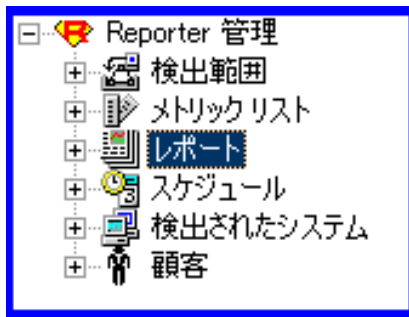 Reporter 管理
検出範囲
メトリック リスト
レポート
スケジュール
検出されたシステム
顧客